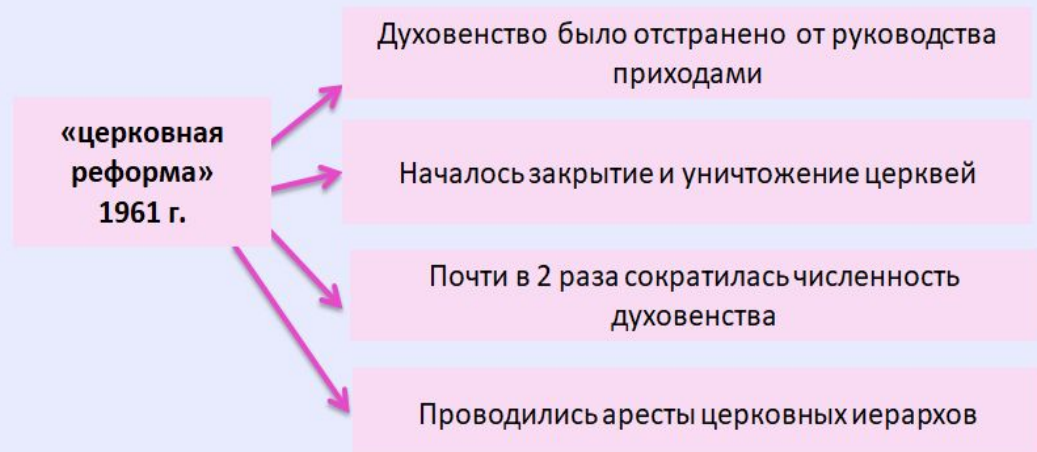 «церковная
реформа»
1961 г.
Духовенство было отстранено от руководства
приходами
Началось закрытие и уничтожение церквей
Почти в 2 раза сократилась численность
духовенства
Проводились аресты церковных иерархов